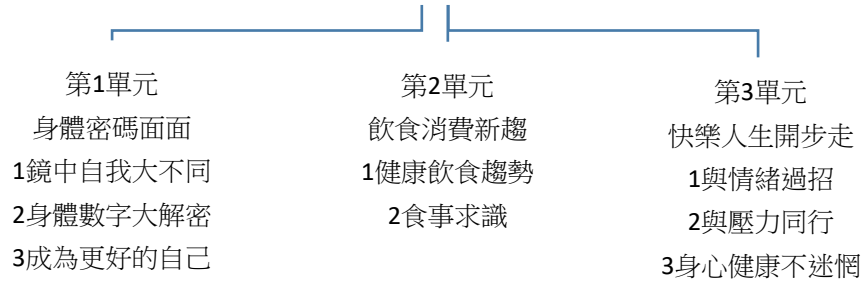 第1單元
身體密碼面面
1鏡中自我大不同
2身體數字大解密
3成為更好的自己
第2單元
飲食消費新趨
1健康飲食趨勢
2食事求識
第3單元
快樂人生開步走
1與情緒過招
2與壓力同行
3身心健康不迷惘